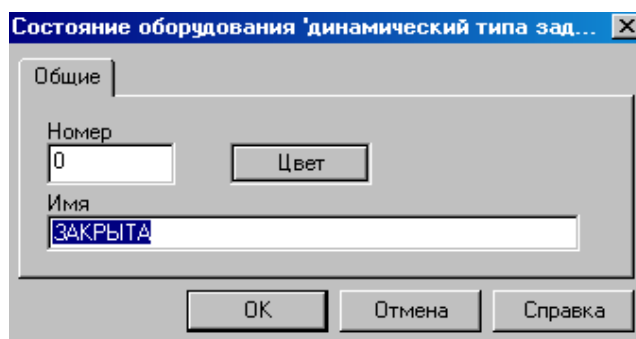 Состояние оборудования 'динамический типа зад...
Общие
Номер
0
Цвет
Имя
ЗАКРЫТА
OK
Отмена
Справка